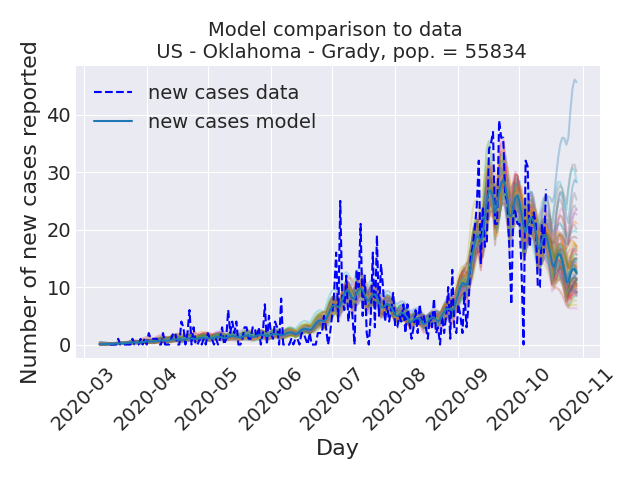 Model comparison to data
US - Oklahoma - Grady, pop. = 55834
new cases data
new cases model
Number of new cases reported
40
30
20
10
0
2020-03
2020-04
2020-05
2020-06
2020-07
2020-08
2020-09
2020-10
2020-11
Day